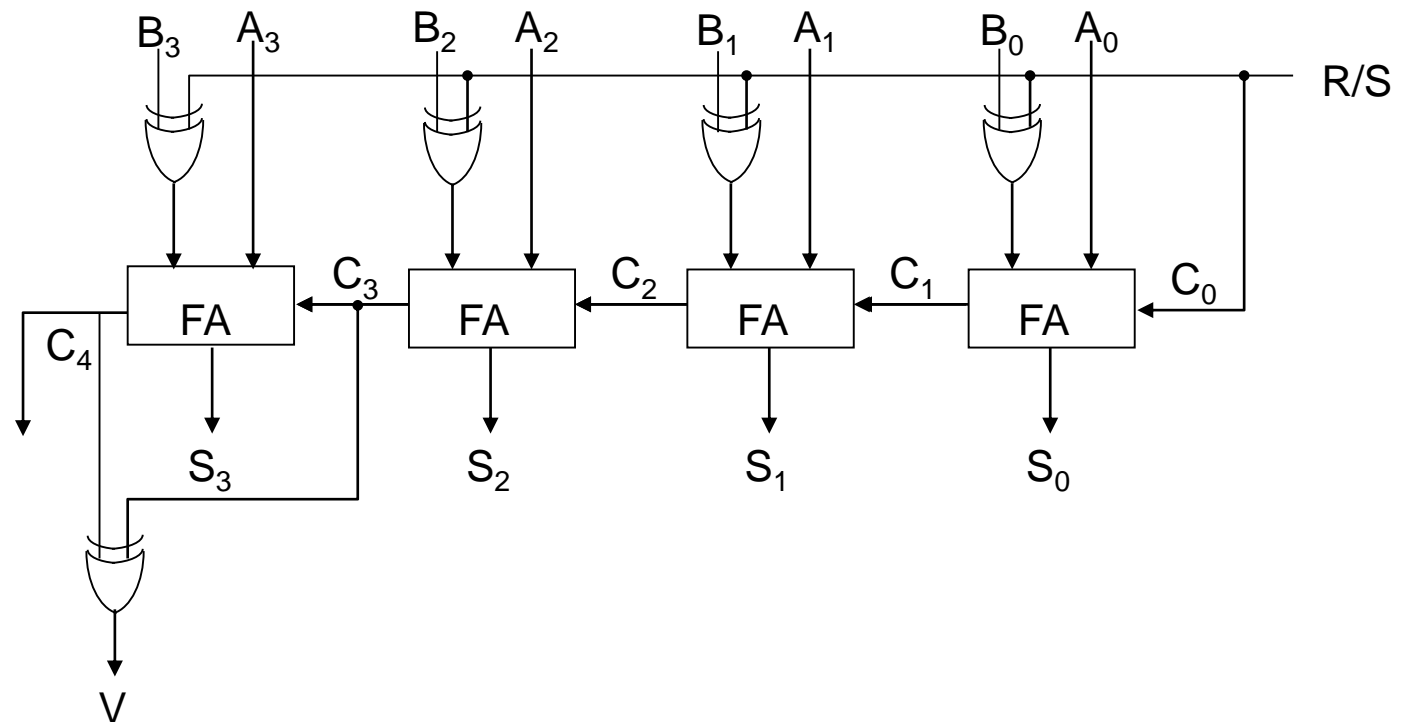 B3 A3 B2 A2 B1 A1 B0 A0
R/S
C3 C2 C1 C0
FA FA FA FA
C4
S3 S2 S1 S0
V